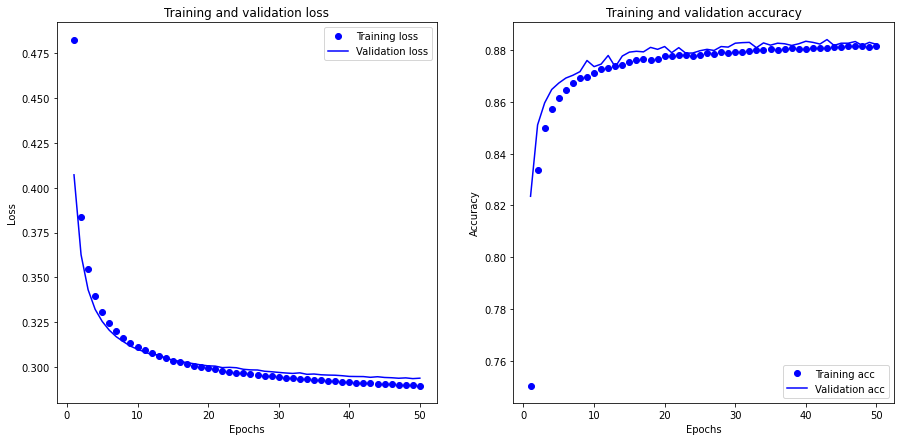 Training and validation loss
Training loss
Validation loss
0.475
0.450
0.425
0.400
0.375
0.350
0.325
0.300
Loss
0
10
20
30
40
50
Epochs
Training and validation accuracy
0.88
0.86
0.84
0.82
0.80
0.78
0.76
Accuracy
Training acc
Validation acc
0
10
20
30
40
50
Epochs